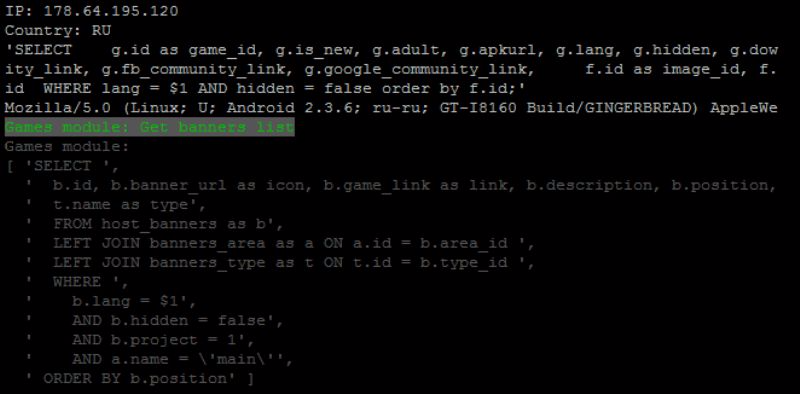 IP: 178.64.195.120
Country: RU
'SELECT    g.id as game_id, g.is_new, g.adult, g.apkurl, g.lang, g.hidden, g.dow
ity_link, g.fb_community_link, g.google_community_link,     f.id as image_id, f.
id  WHERE lang = $1 AND hidden = false order by f.id;'
Mozilla/5.0 (Linux; U; Android 2.3.6; ru-ru; GT-I8160 Build/GINGERBREAD) AppleWe
Games module: Get banners list
Games module:
[ 'SELECT ',
  '  b.id, b.banner_url as icon, b.game_link as link, b.description, b.position,
  '  t.name as type',
  '  FROM host_banners as b',
  '  LEFT JOIN banners_area as a ON a.id = b.area_id ',
  '  LEFT JOIN banners_type as t ON t.id = b.type_id ',
  '  WHERE ',
  '    b.lang = $1',
  '    AND b.hidden = false',
  '    AND b.project = 1',
  '    AND a.name = \'main\'',
  ' ORDER BY b.position' ]